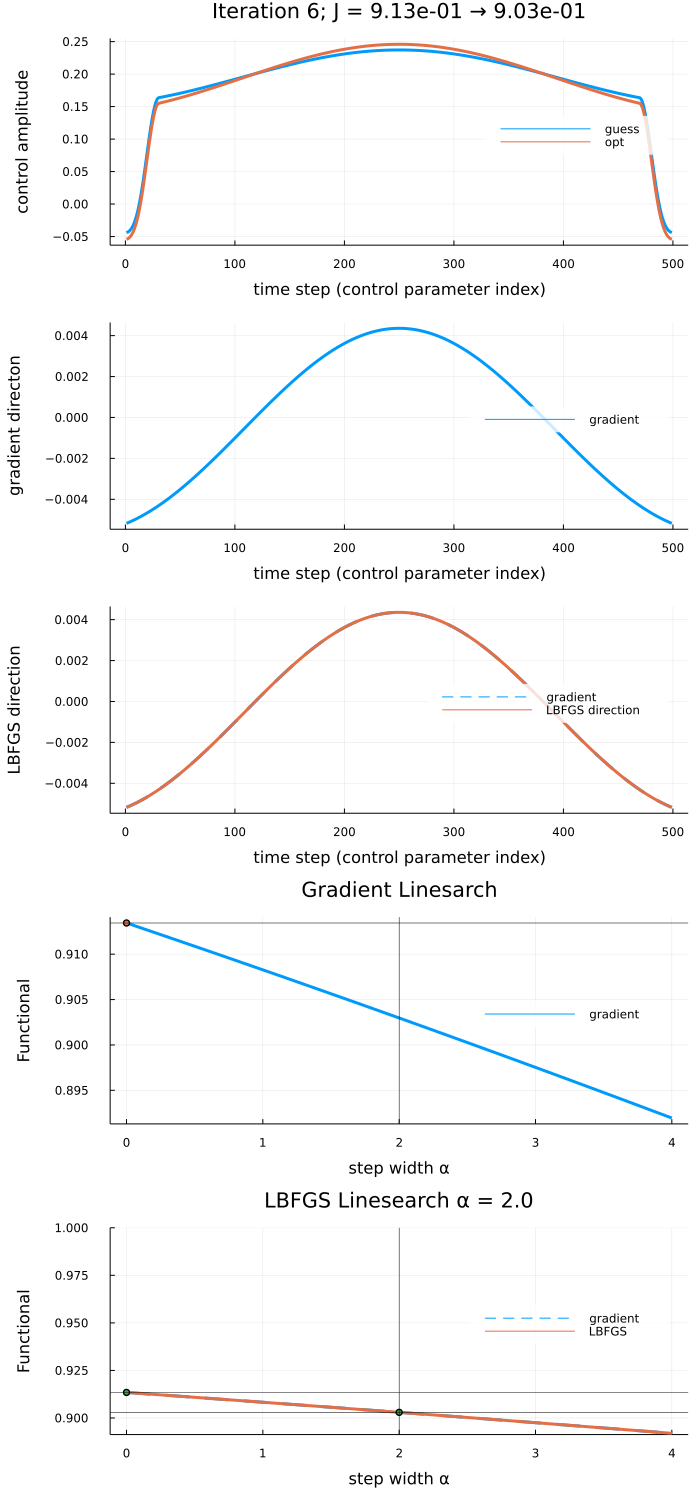 Iteration 6; J = 9.13e-01 → 9.03e-01
control amplitude
0.25
0.20
0.15
0.10
0.05
0.00
−0.05
guess
opt
0 100 200 300 400 500
time step (control parameter index)
gradient directon
0.004
0.002
0.000
−0.002
−0.004
gradient
0 100 200 300 400 500
time step (control parameter index)
LBFGS direction
0.004
0.002
0.000
−0.002
−0.004
gradient
LBFGS direction
0 100 200 300 400 500
time step (control parameter index)
Gradient Linesarch
Functional
0.910
0.905
0.900
0.895
gradient
0 1 2 3 4
step width α
LBFGS Linesearch α = 2.0
Functional
1.000
0.975
0.950
0.925
0.900
gradient
LBFGS
0 1 2 3 4
step width α